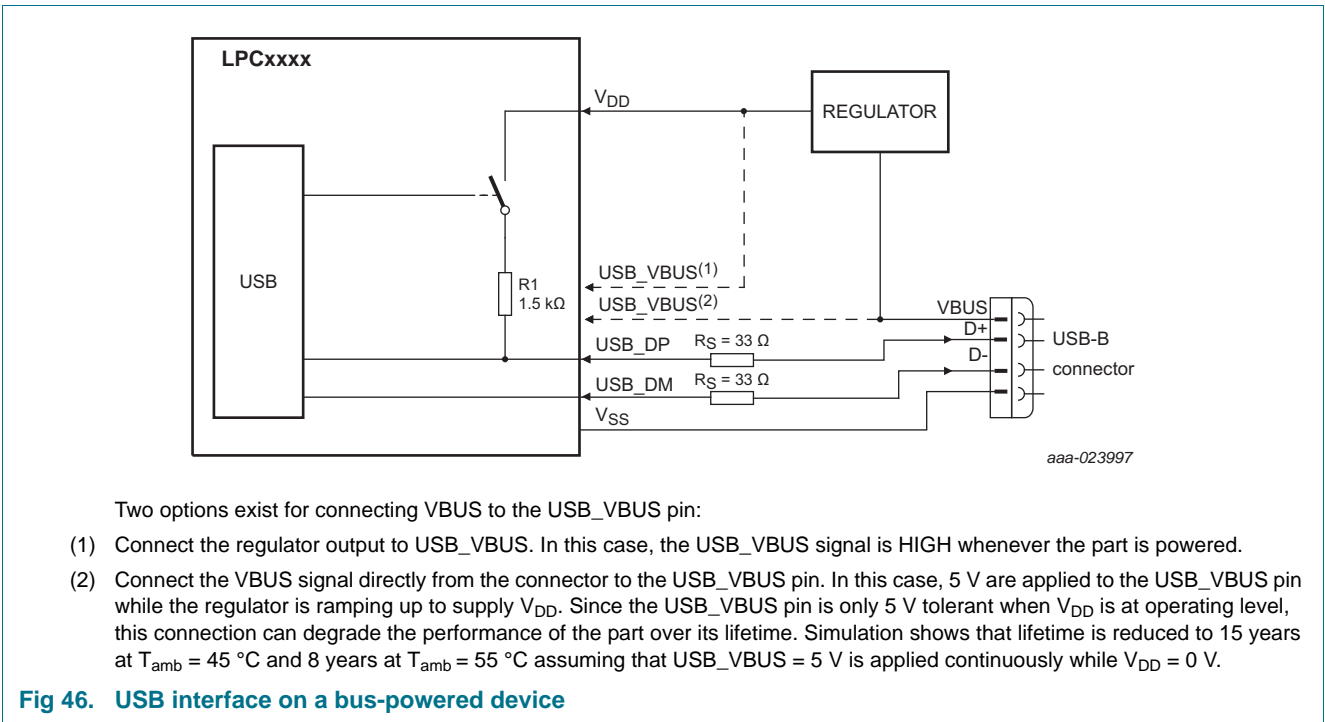 LPCxxxx
VDD
REGULATOR
USB
R1
1.5 kΩ
USB_VBUS(1)
USB_VBUS(2)
VBUS
D+
USB-B
USB_DP
RS = 33 Ω
D-
connector
USB_DM
RS = 33 Ω
VSS
aaa-023997
Two options exist for connecting VBUS to the USB_VBUS pin:
(1) Connect the regulator output to USB_VBUS. In this case, the USB_VBUS signal is HIGH whenever the part is powered.
(2) Connect the VBUS signal directly from the connector to the USB_VBUS pin. In this case, 5 V are applied to the USB_VBUS pin
while the regulator is ramping up to supply VDD. Since the USB_VBUS pin is only 5 V tolerant when VDD is at operating level,
this connection can degrade the performance of the part over its lifetime. Simulation shows that lifetime is reduced to 15 years
at Tamb = 45 °C and 8 years at Tamb = 55 °C assuming that USB_VBUS = 5 V is applied continuously while VDD = 0 V.
Fig 46. USB interface on a bus-powered device